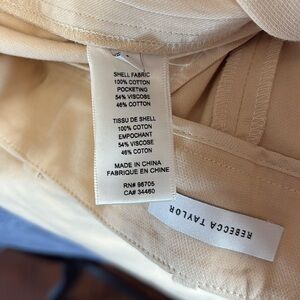 SHELL FABRIC
100% COTTON
POCKETING
54% VISCOSE
46% COTTON
TISSU DE SHELL
100% COTON
EMPOCHANT
54% VISCOSE
46% COTON
MADE IN CHINA
FABRIQUE EN CHINE
RN# 98705
CA# 34460
REBECCA TAYLOR